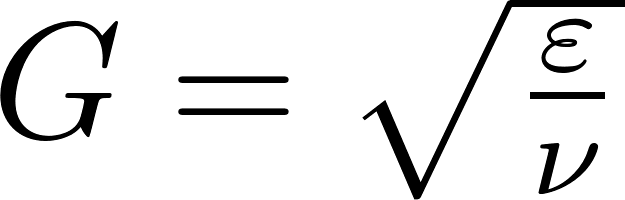 G = √(ε/ν)